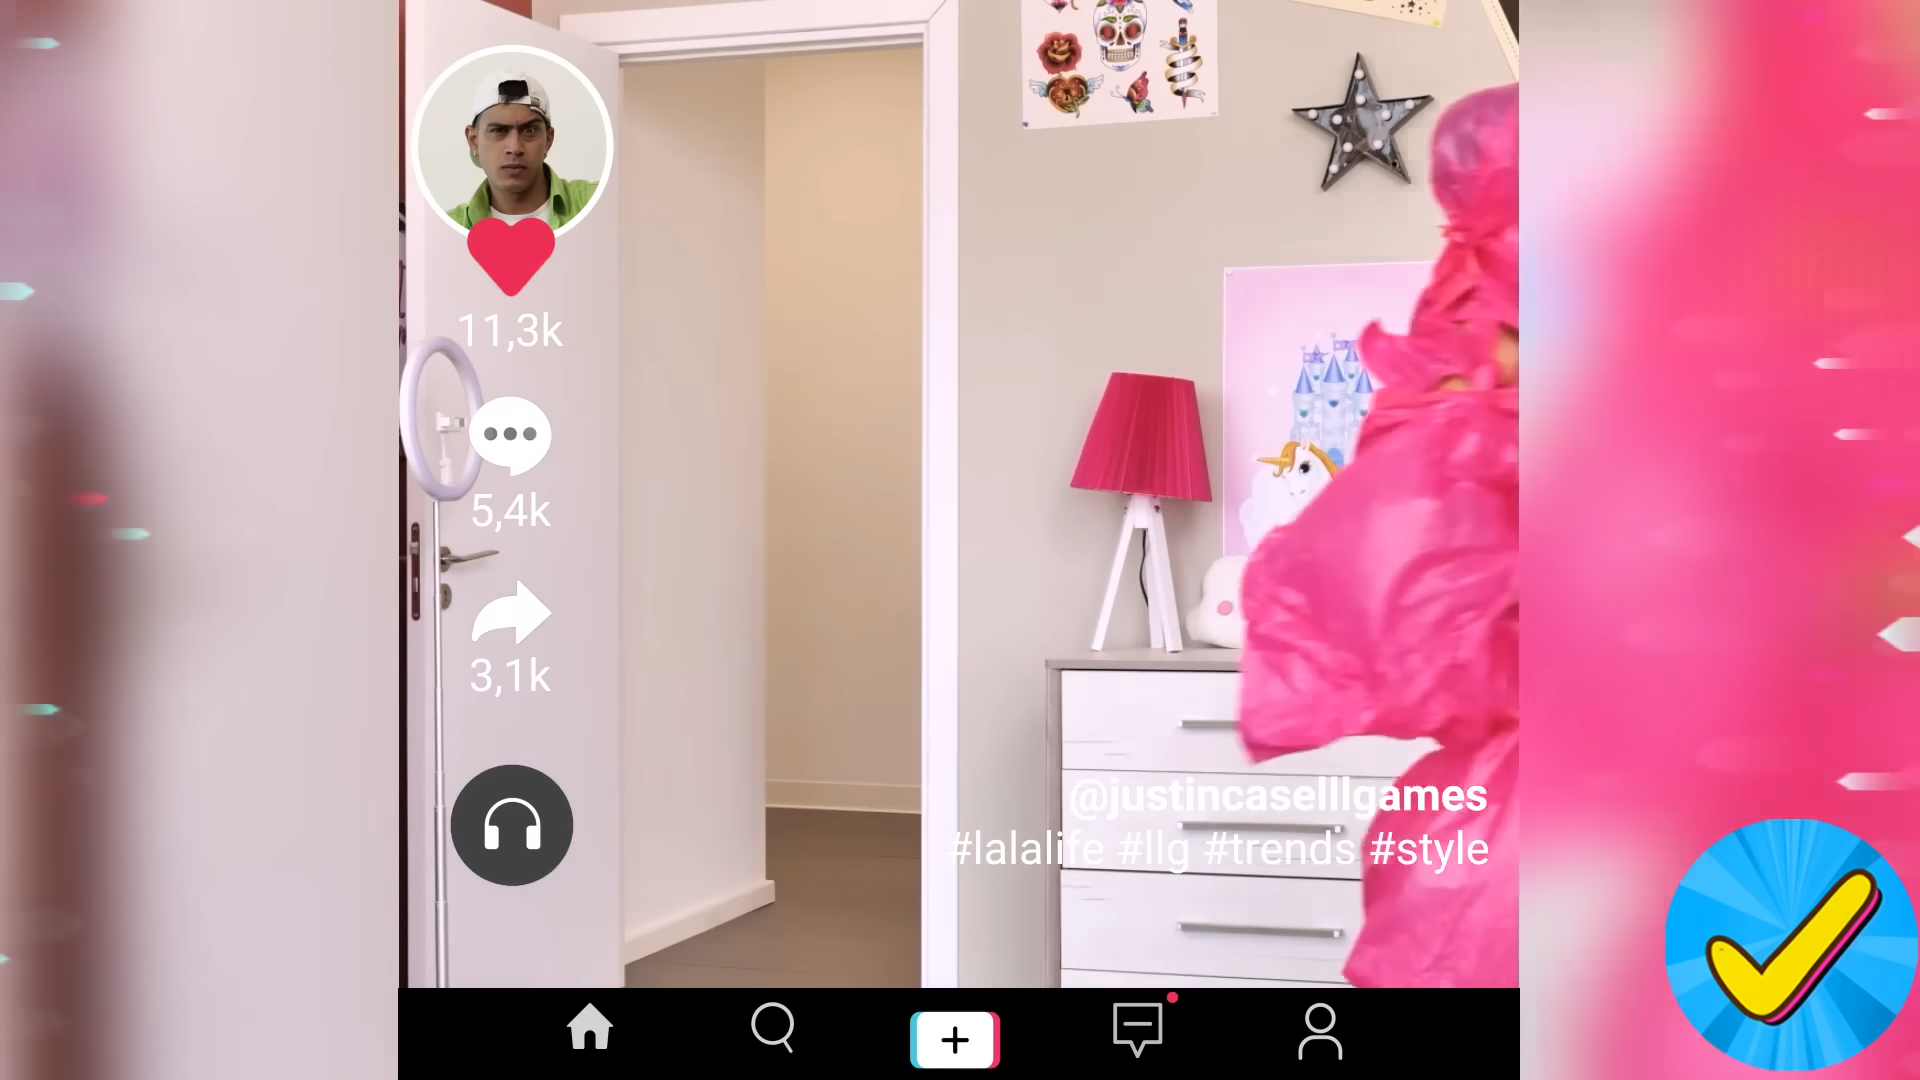 11,3k
5,4k
3,1k
@justincaselllgames
#lalalife #llg #trends #style